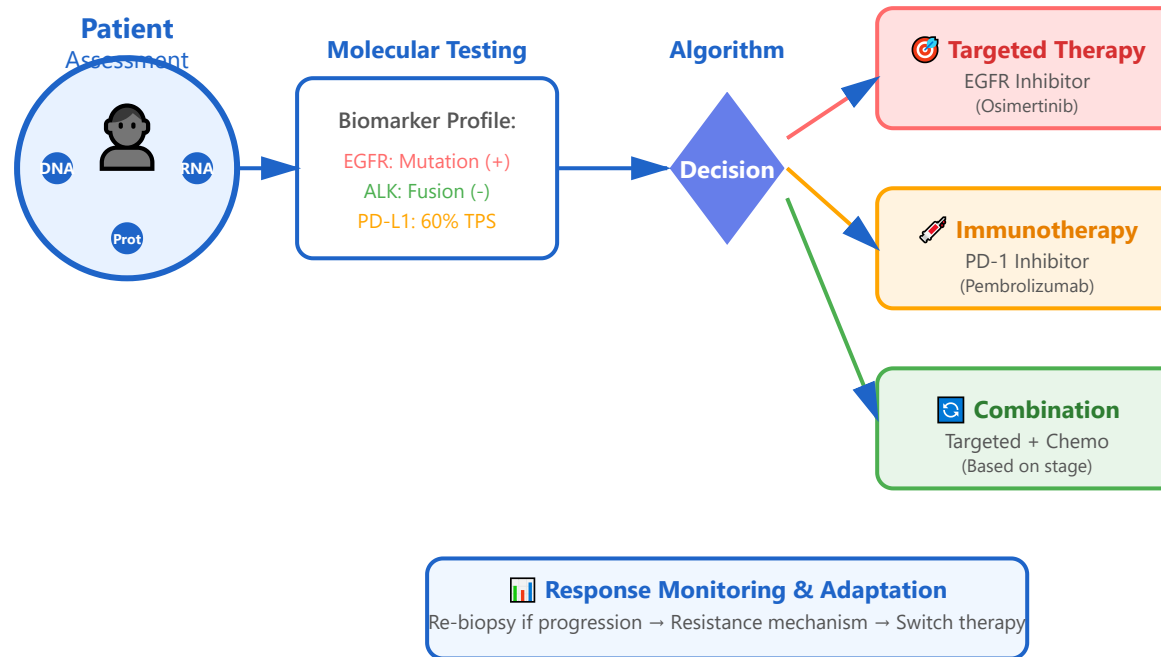 Patient
Assessment
DNA
RNA
Prot
Molecular Testing
Biomarker Profile:
EGFR: Mutation (+)
ALK: Fusion (-)
PD-L1: 60% TPS
Algorithm
Decision
Targeted Therapy
EGFR Inhibitor
(Osimertinib)
Immunotherapy
PD-1 Inhibitor
(Pembrolizumab)
Combination
Targeted + Chemo
(Based on stage)
Response Monitoring & Adaptation
Re-biopsy if progression → Resistance mechanism → Switch therapy